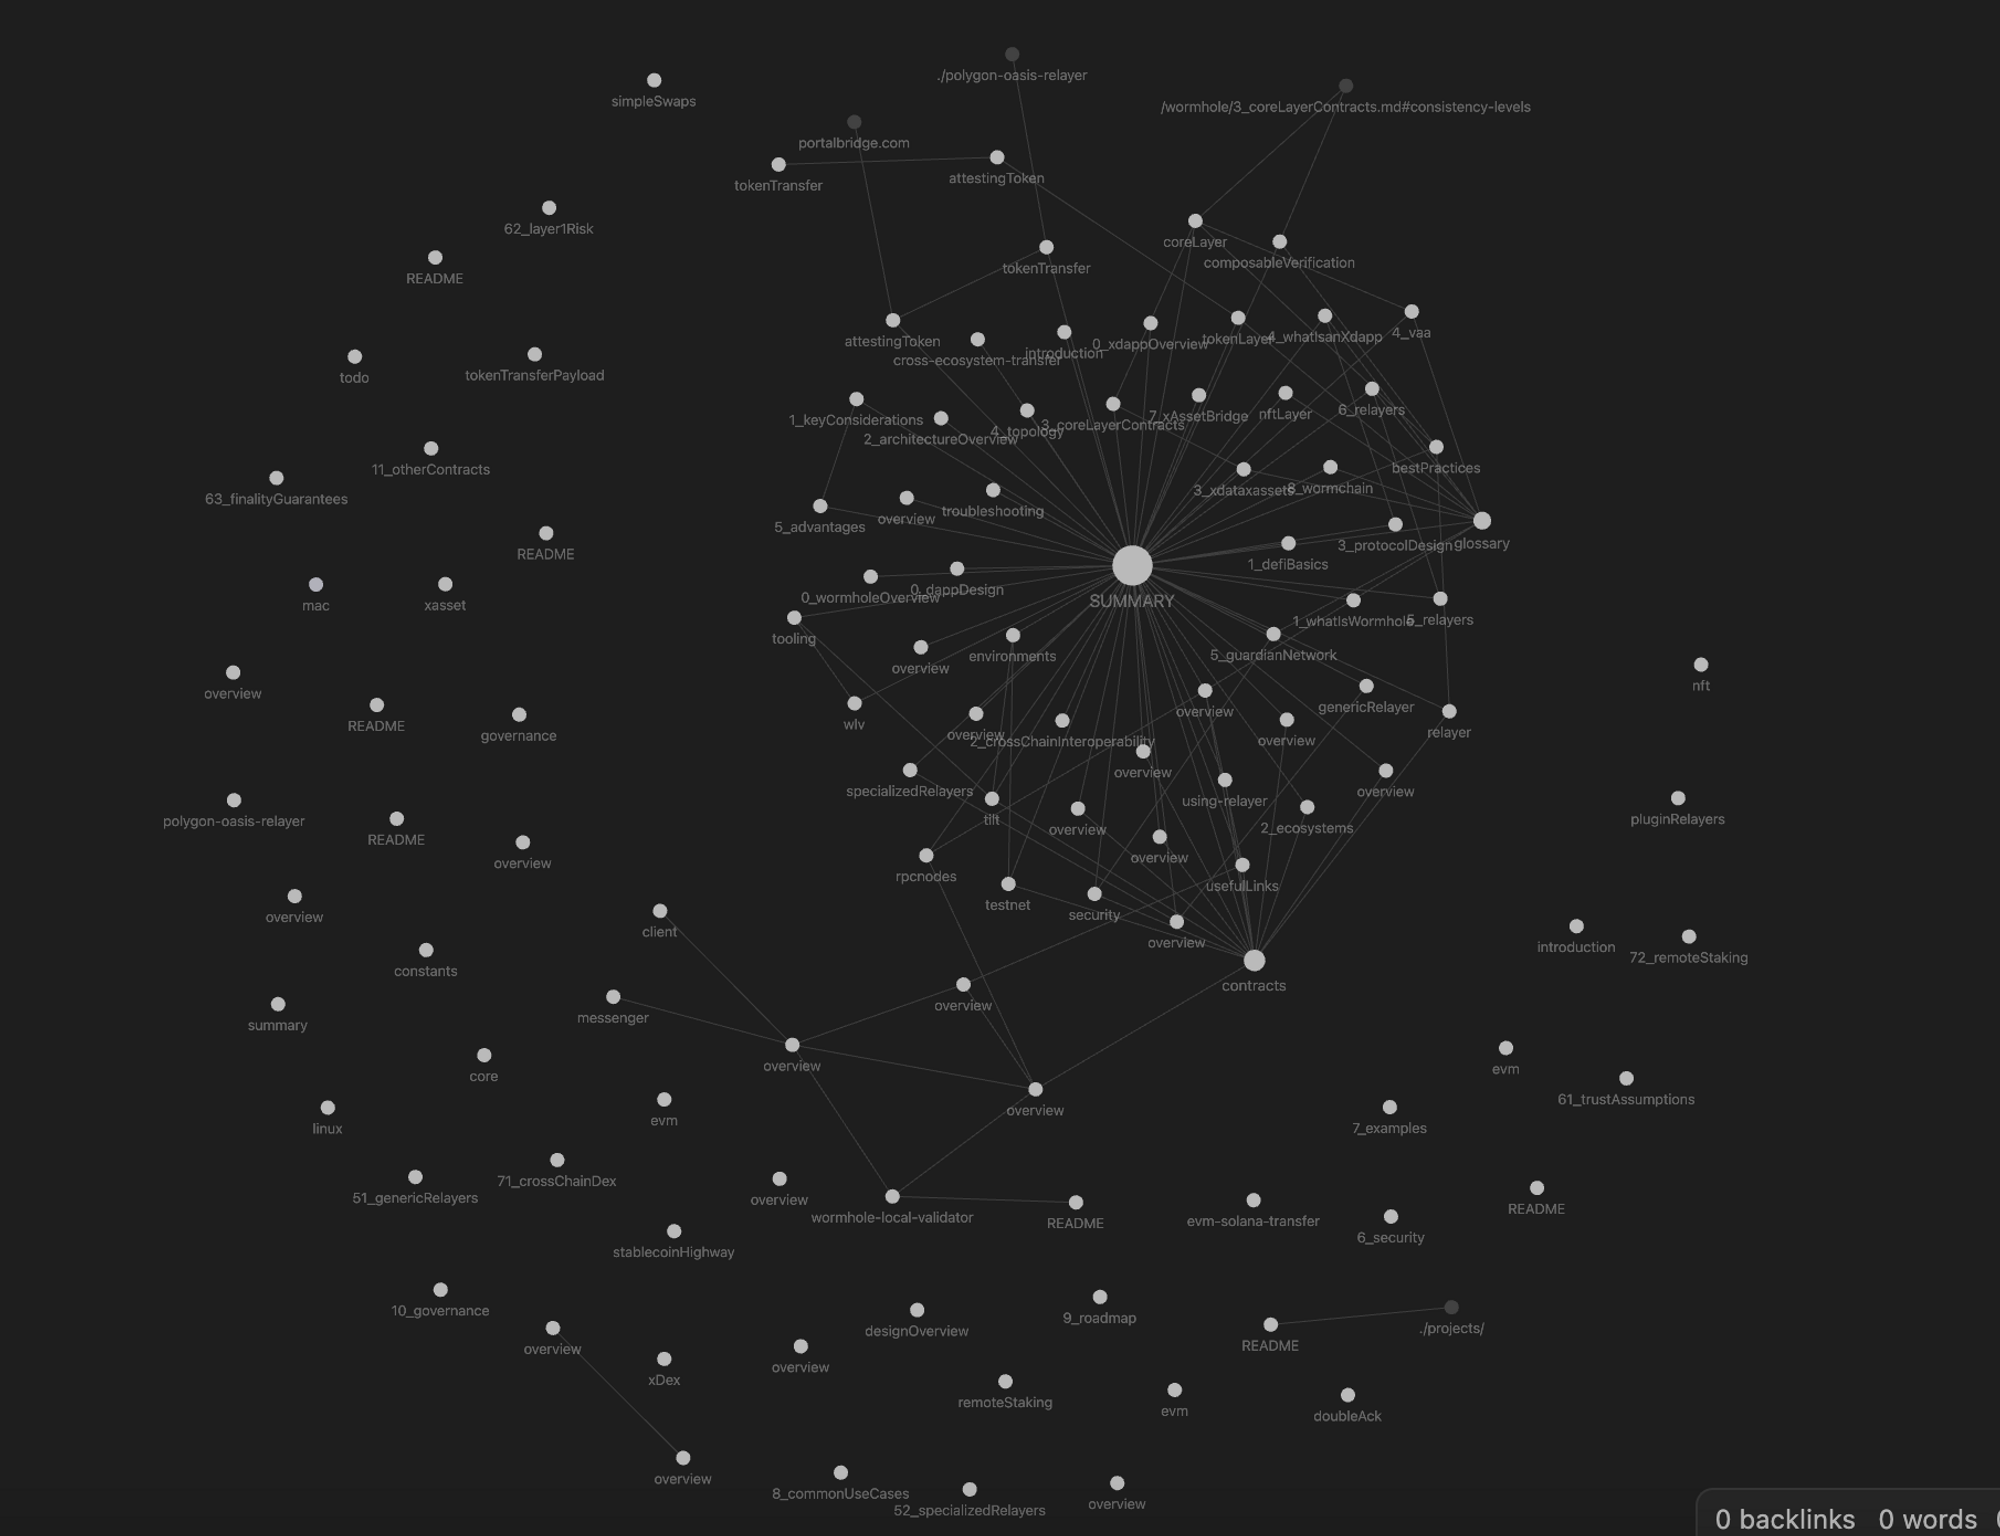 ./polygon-oasis-relayer
simpleSwaps
/wormhole/3_coreLayerContracts.md#consistency-levels
portalbridge.com
tokenTransfer
attestingToken
62_layer1Risk
coreLayer
composableVerification
README
tokenTransfer
attestingToken
cross-ecosystem-transfer
introduction
0_xdappOverview
tokenLayer
4_whatIsanXdapp
4_vaa
todo
tokenTransferPayload
1_keyConsiderations
2_architectureOverview
4_topology
3_coreLayerContracts
7_xAssetBridge
nftLayer
6_relayers
11_otherContracts
bestPractices
63_finalityGuarantees
5_advantages
overview
troubleshooting
3_xdataxassets
8_wormchain
README
3_protocolDesign
glossary
1_defiBasics
mac
xasset
0_wormholeOverview
0_dappDesign
SUMMARY
1_whatIsWormhole
5_relayers
tooling
overview
environments
5_guardianNetwork
nft
overview
README
governance
wlv
overview
2_crossChainInteroperability
overview
overview
genericRelayer
relayer
overview
specializedRelayers
using-relayer
overview
polygon-oasis-relayer
README
tilt
overview
2_ecosystems
pluginRelayers
overview
overview
rpcnodes
usefulLinks
overview
client
testnet
security
overview
introduction
72_remoteStaking
constants
contracts
summary
messenger
overview
core
overview
overview
evm
linux
evm
7_examples
61_trustAssumptions
51_genericRelayers
71_crossChainDex
overview
wormhole-local-validator
README
evm-solana-transfer
6_security
README
stablecoinHighway
10_governance
overview
designOverview
9_roadmap
README
./projects/
xDex
overview
remoteStaking
evm
doubleAck
overview
8_commonUseCases
52_specializedRelayers
overview
0 backlinks 0 words